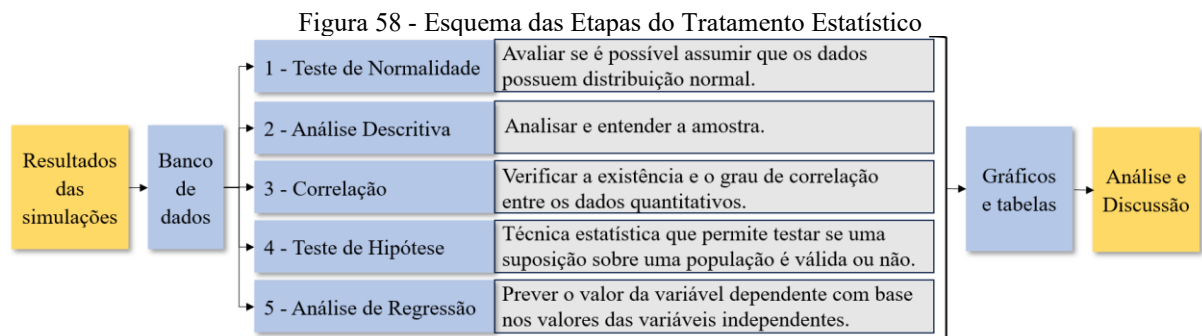 Figura 58 - Esquema das Etapas do Tratamento Estatístico
Resultados
das
simulações
Banco
de
dados
1 - Teste de Normalidade
Avaliar se é possível assumir que os dados
possuem distribuição normal.
2 - Análise Descritiva
Analisar e entender a amostra.
3 - Correlação
Verificar a existência e o grau de correlação
entre os dados quantitativos.
4 - Teste de Hipótese
Técnica estatística que permite testar se uma
suposição sobre uma população é válida ou não.
5 - Análise de Regressão
Prever o valor da variável dependente com base
nos valores das variáveis independentes.
Gráficos
e tabelas
Análise e
Discussão